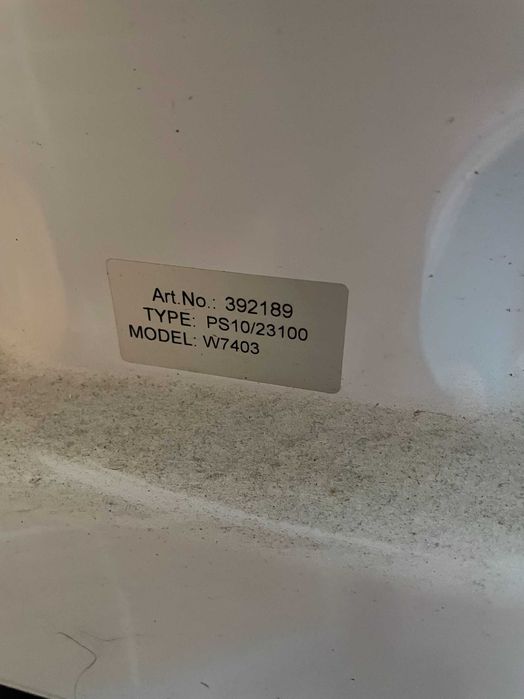 Art.No.: 392189
TYPE: PS10/23100
MODEL: W7403